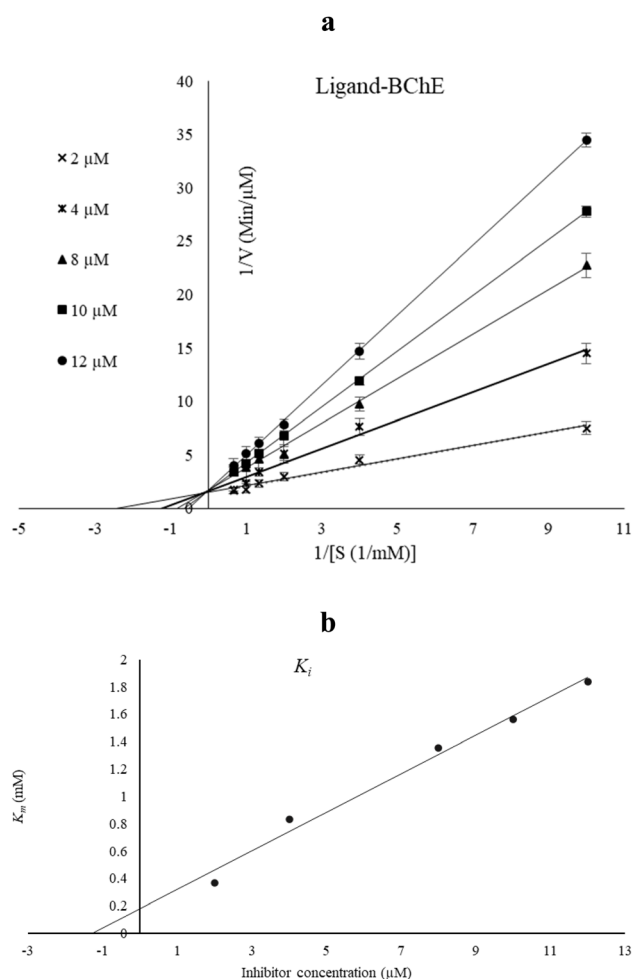 a
Ligand-BChE
40
35
30
25
20
15
10
5
0
1/V (Min/µM)
2 µM
4 µM
8 µM
10 µM
12 µM
-5 -3 -1 1 3 5 7 9 11
1/[S (1/mM)]
b
Ki
2
1.8
1.6
1.4
1.2
1
0.8
0.6
0.4
0.2
0
Km (mM)
-3 -1 1 3 5 7 9 11 13
Inhibitor concentration (µM)